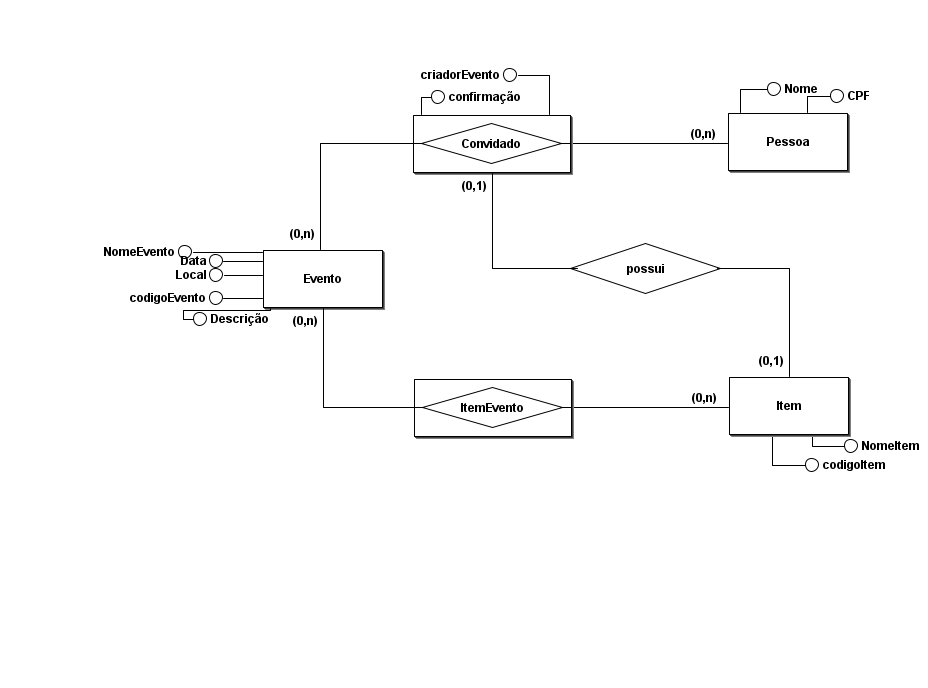 criadorEvento
confirmação
Nome
CPF
Convidado
(0,n)
Pessoa
(0,1)
(0,n)
NomeEvento
Data
Local
codigoEvento
Descrição
Evento
possui
(0,n)
(0,1)
ItemEvento
(0,n)
Item
NomeItem
codigoItem